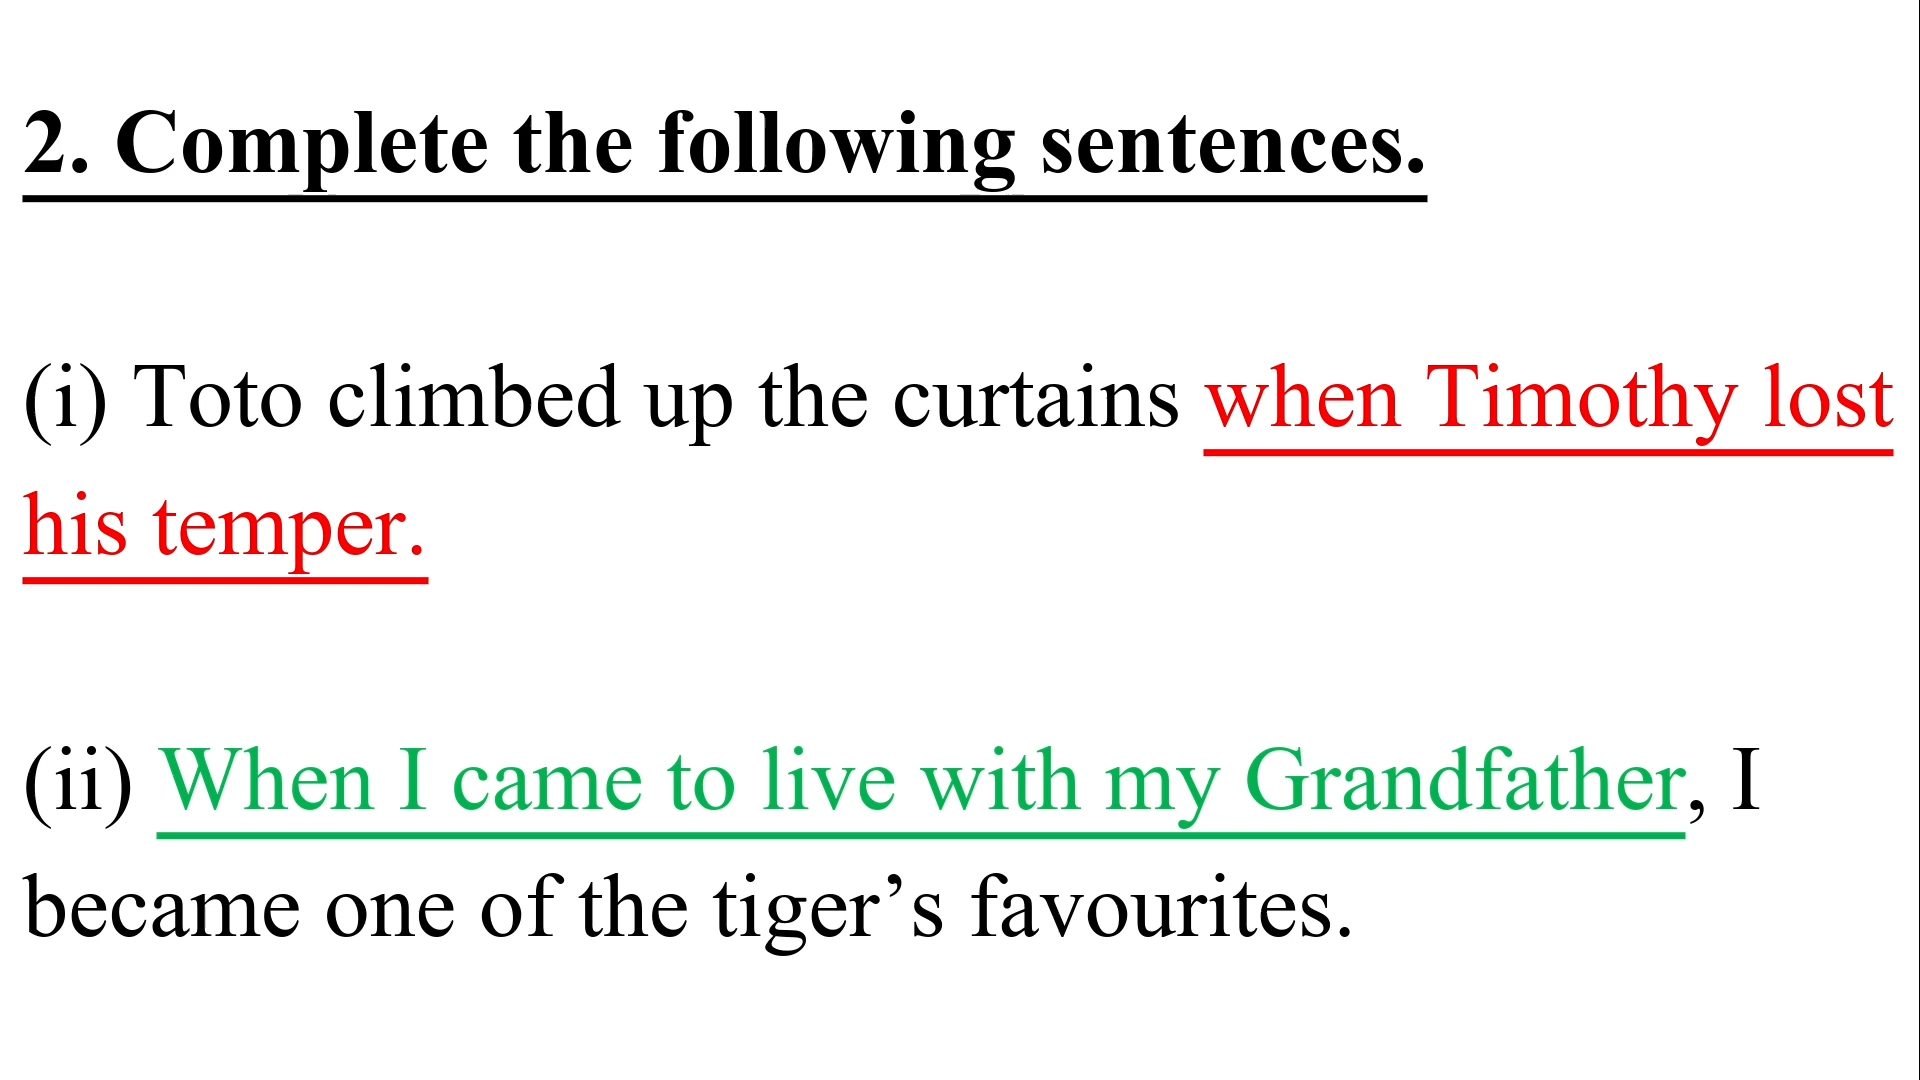 2. Complete the following sentences.
(i) Toto climbed up the curtains when Timothy lost
his temper.
(ii) When I came to live with my Grandfather, I
became one of the tiger’s favourites.